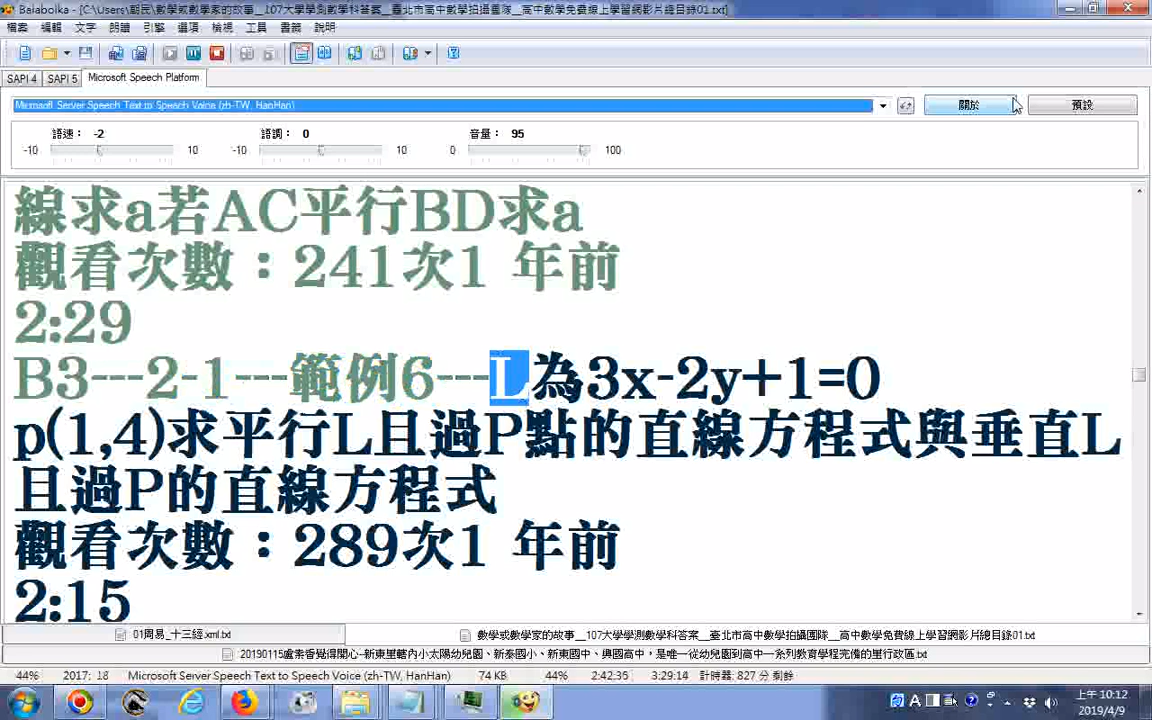 Balabolka - [C:\Users\朝民\數學或數學家的故事__107大學學測數學科答案__臺北市高中數學拍攝團隊__高中數學免費線上學習網影片總目錄01.txt]
檔案 編輯 文字 朗讀 引擎 選項 檢視 工具 書籤 說明
SAPI 4 SAPI 5 Microsoft Speech Platform
Microsoft Server Speech Text to Speech Voice (zh-TW, HanHan) 關於 預設
語速： -2 語調： 0 音量： 95
-10 10 -10 10 0 100
線求a若AC平行BD求a
觀看次數：241次1 年前
2:29
B3---2-1---範例6---L為3x-2y+1=0
p(1,4)求平行L且過P點的直線方程式與垂直L
且過P的直線方程式
觀看次數：289次1 年前
2:15
01周易_十三經.xml.txt 數學或數學家的故事__107大學學測數學科答案__臺北市高中數學拍攝團隊__高中數學免費線上學習網影片總目錄01.txt
20190115盧素香覺得開心-新東里轄內小太陽幼兒園、新泰國小、新東國中、興國高中，是唯一從幼兒園到高中一系列教育學程完備的里行政區.txt
44% 2017: 18 Microsoft Server Speech Text to Speech Voice (zh-TW, HanHan) 74 KB 44% 2:42:35 3:29:14 計時器: 827 分 剩餘
上午 10:12
2019/4/9